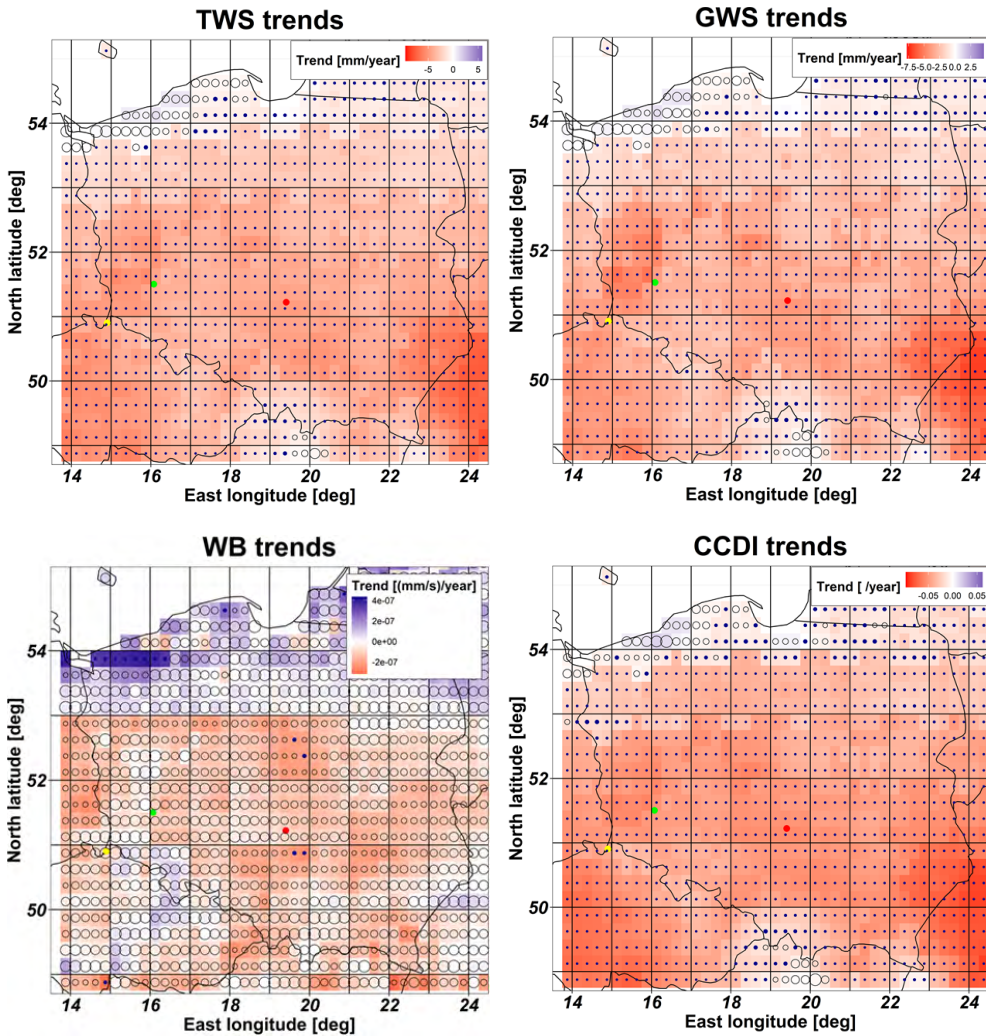 TWS trends
Trend [mm/year]
-5 0 5
North latitude [deg]
54
52
50
14 16 18 20 22 24
East longitude [deg]
GWS trends
Trend [mm/year]
-7.5 -5.0 -2.5 0.0 2.5
North latitude [deg]
54
52
50
14 16 18 20 22 24
East longitude [deg]
WB trends
Trend [(mm/s)/year]
4e-07
2e-07
0e+00
-2e-07
North latitude [deg]
54
52
50
14 16 18 20 22 24
East longitude [deg]
CCDI trends
Trend [ /year]
-0.05 0.00 0.05
North latitude [deg]
54
52
50
14 16 18 20 22 24
East longitude [deg]